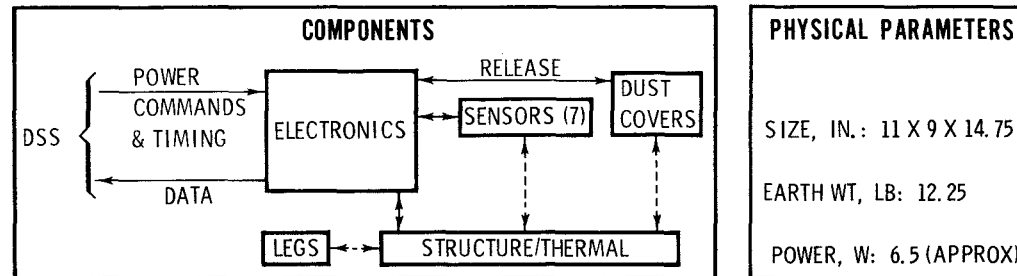 COMPONENTS
DSS
POWER
COMMANDS
& TIMING
DATA
ELECTRONICS
RELEASE
SENSORS (7)
DUST
COVERS
LEGS
STRUCTURE/THERMAL
PHYSICAL PARAMETERS
SIZE, IN.: 11 X 9 X 14.75
EARTH WT, LB: 12.25
POWER, W: 6.5 (APPROX)